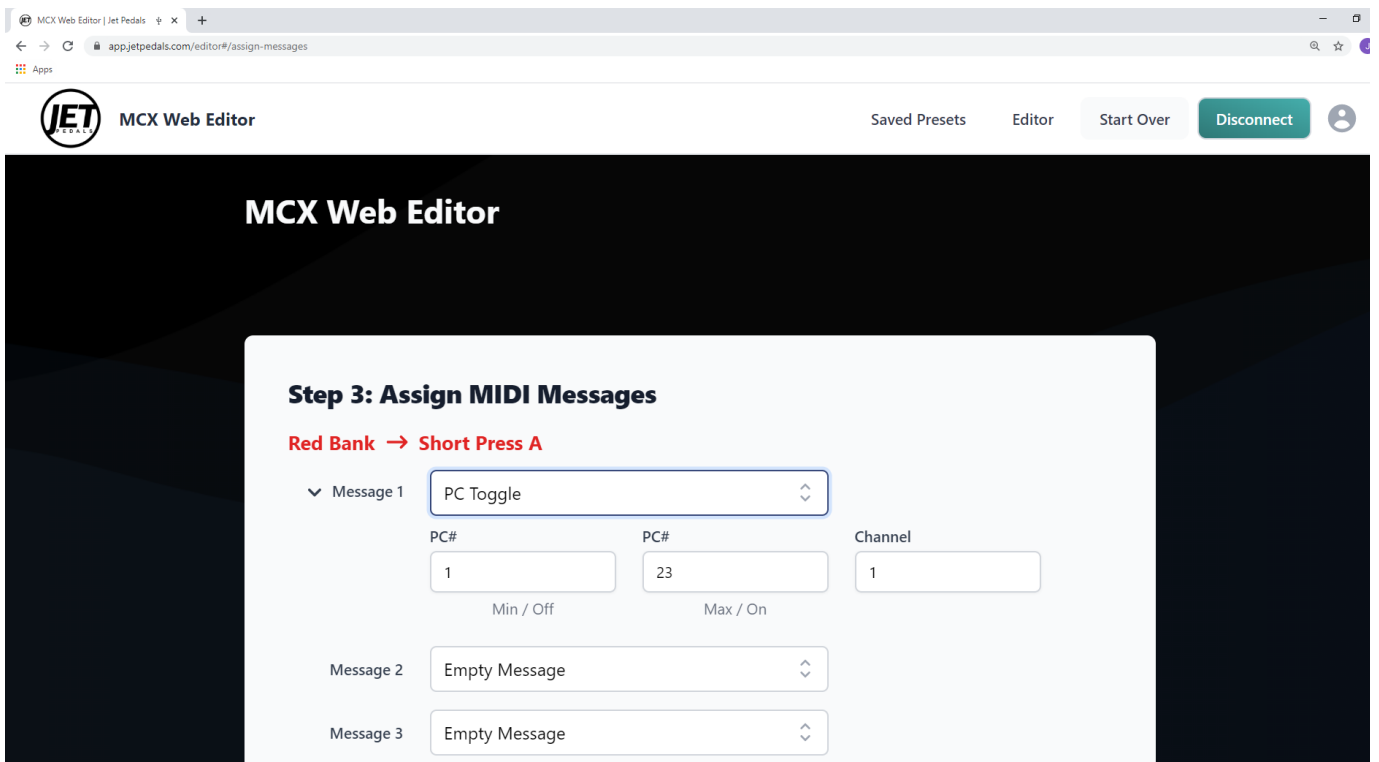 MCX Web Editor | Jet Pedals
app.jetpedals.com/editor#/assign-messages
Apps
JET
PEDALS
MCX Web Editor
Saved Presets
Editor
Start Over
Disconnect
MCX Web Editor
Step 3: Assign MIDI Messages
Red Bank → Short Press A
Message 1
PC Toggle
PC#
PC#
Channel
1
23
1
Min / Off
Max / On
Message 2
Empty Message
Message 3
Empty Message